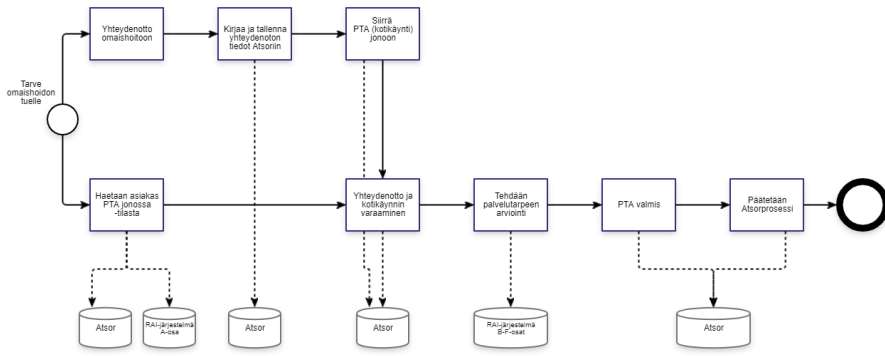 Yhteydenotto
omaishoitoon
Kirjaa ja tallenna
yhteydenoton
tiedot Atsoriin
Siirrä
PTA (kotikäynti)
jonoon
Tarve
omaishoidon
tuelle
Haetaan asiakas
PTA jonossa
-tilasta
Yhteydenotto ja
kotikäynnin
varaaminen
Tehdään
palvelutarpeen
arviointi
PTA valmis
Päätetään
Atsorprosessi
Atsor
RAI-järjestelmä
A-osa
Atsor
Atsor
RAI-järjestelmä
B-F-osat
Atsor